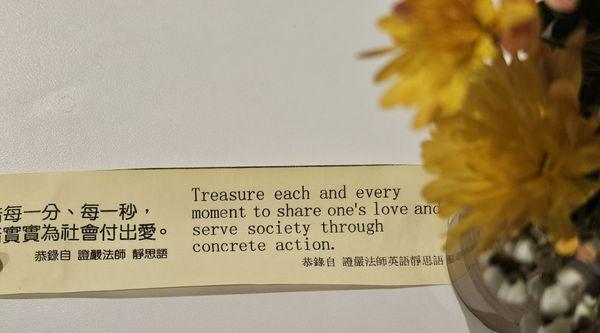 每一分、每一秒，
實實為社會付出愛。
恭錄自 證嚴法師 靜思語
Treasure each and every
moment to share one's love and
serve society through
concrete action.
恭錄自 證嚴法師英語靜思語